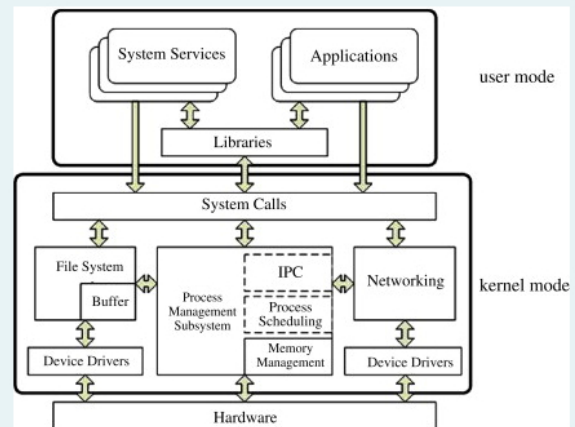 System Services
Applications
user mode
Libraries
System Calls
File System
Buffer
Process
Management
Subsystem
IPC
Process
Scheduling
Memory
Management
Networking
kernel mode
Device Drivers
Device Drivers
Hardware